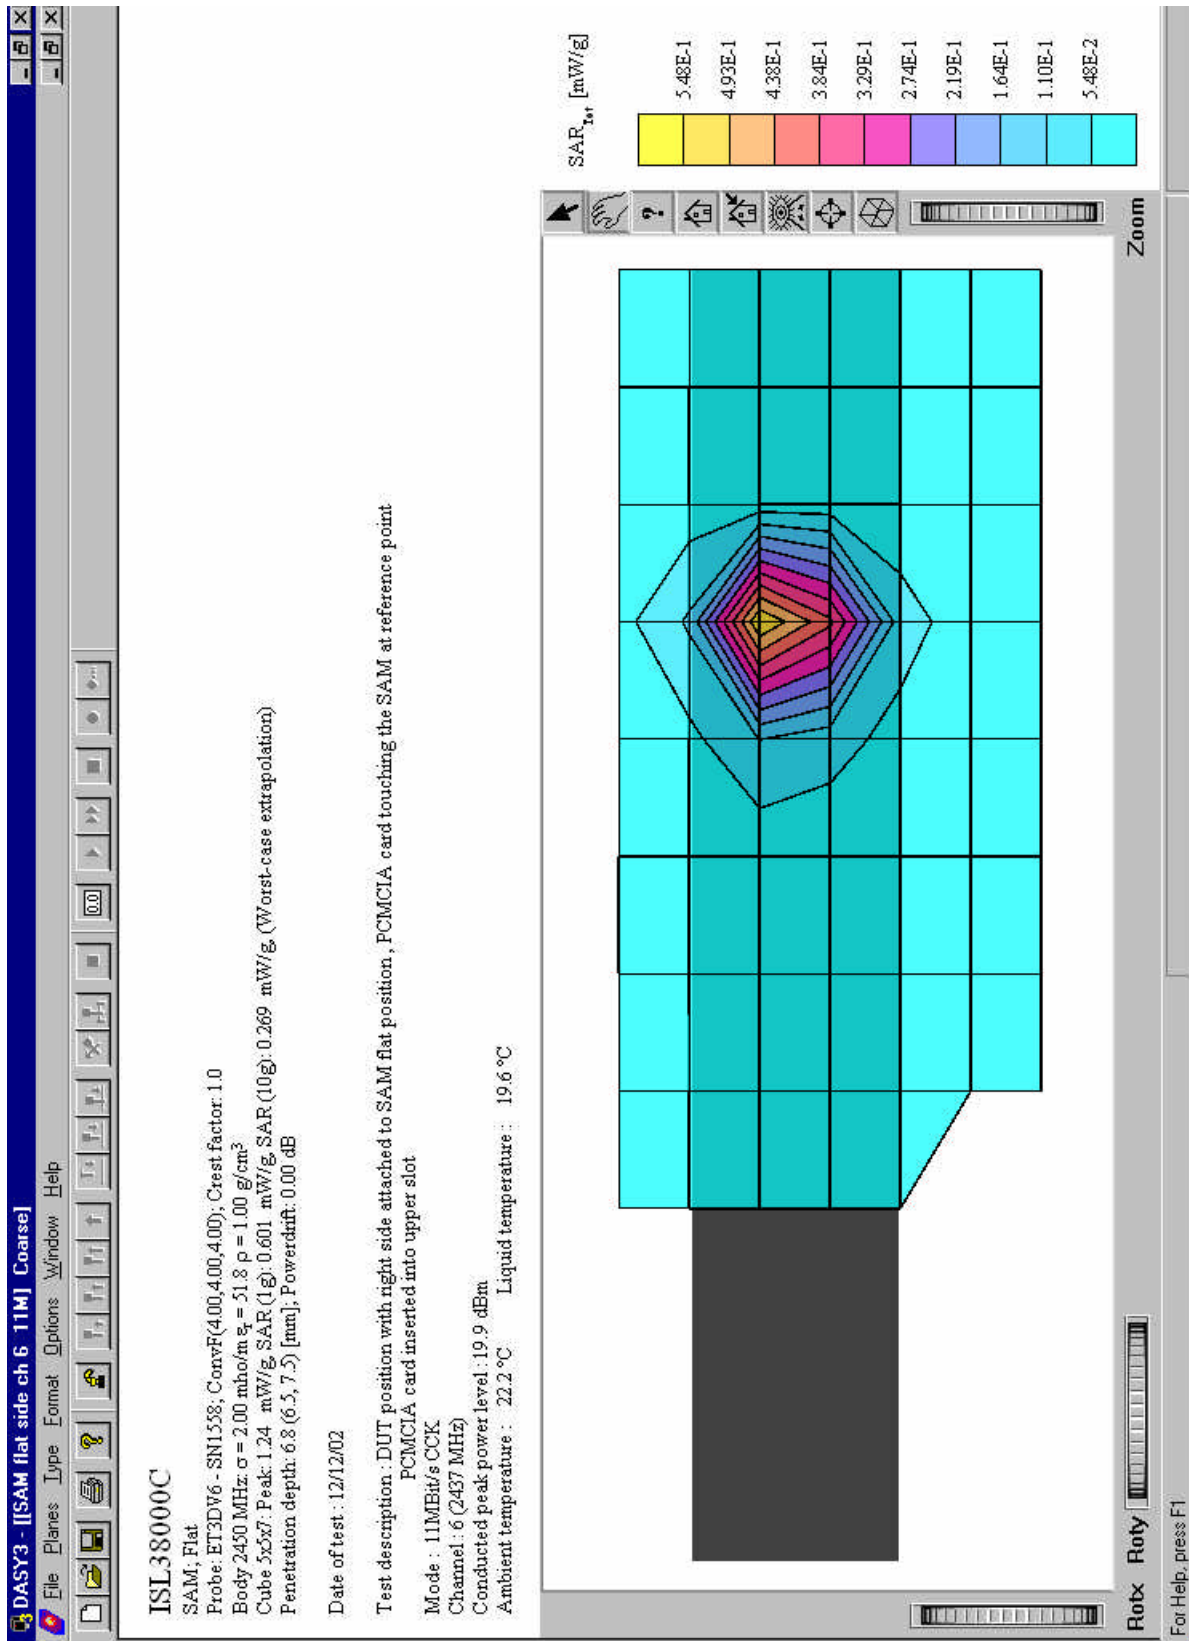 DASY3 - [[SAM flat side ch 6 11M] Coarse]
File Planes Type Format Options Window Help
0.0
ISL38000C
SAM; Flat
Probe: ET3DV6 - SN1558; ConvF(4.00,4.00,4.00); Crest factor: 1.0
Body 2450 MHz: σ = 2.00 mho/m εr = 51.8 ρ = 1.00 g/cm³
Cube 5x5x7: Peak: 1.24 mW/g, SAR (1g): 0.601 mW/g, SAR (10g): 0.269 mW/g, (Worst-case extrapolation)
Penetration depth: 6.8 (6.5, 7.5) [mm]; Powerdrift: 0.00 dB
Date of test : 12/12/02
Test description : DUT position with right side attached to SAM flat position , PCMCIA card touching the SAM at reference point
PCMCIA card inserted into upper slot
Mode : 11MBit/s CCK
Channel : 6 (2437 MHz)
Conducted peak power level : 19.9 dBm
Ambient temperature : 22.2 °C Liquid temperature : 19.6 °C
SARTot [mW/g]
5.48E-1
4.93E-1
4.38E-1
3.84E-1
3.29E-1
2.74E-1
2.19E-1
1.64E-1
1.10E-1
5.48E-2
Rotx Roty Zoom
For Help, press F1